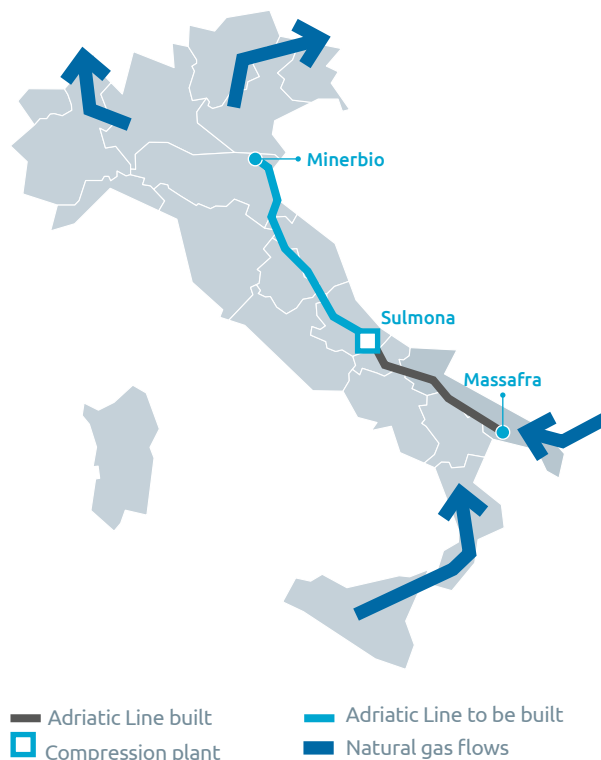 Minerbio
Sulmona
Massafra
Adriatic Line built
Adriatic Line to be built
Compression plant
Natural gas flows